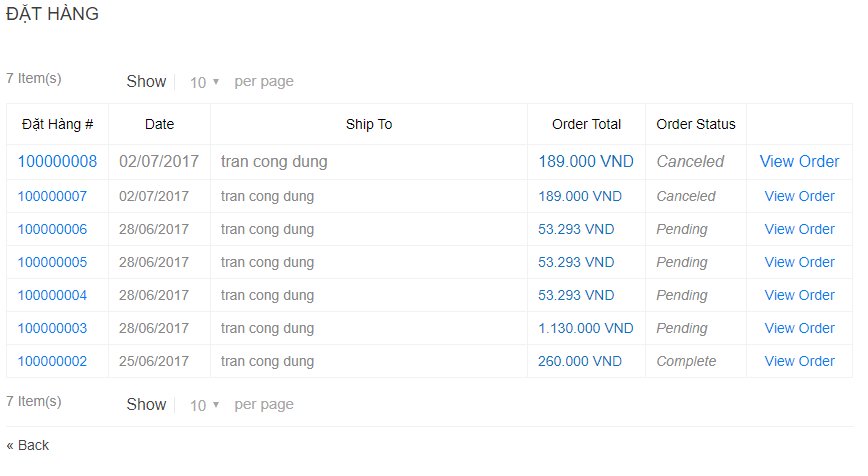 ĐẶT HÀNG
7 Item(s) Show 10 per page
Đặt Hàng # Date Ship To Order Total Order Status
100000008 02/07/2017 tran cong dung 189.000 VND Canceled View Order
100000007 02/07/2017 tran cong dung 189.000 VND Canceled View Order
100000006 28/06/2017 tran cong dung 53.293 VND Pending View Order
100000005 28/06/2017 tran cong dung 53.293 VND Pending View Order
100000004 28/06/2017 tran cong dung 53.293 VND Pending View Order
100000003 28/06/2017 tran cong dung 1.130.000 VND Pending View Order
100000002 25/06/2017 tran cong dung 260.000 VND Complete View Order
7 Item(s) Show 10 per page
« Back